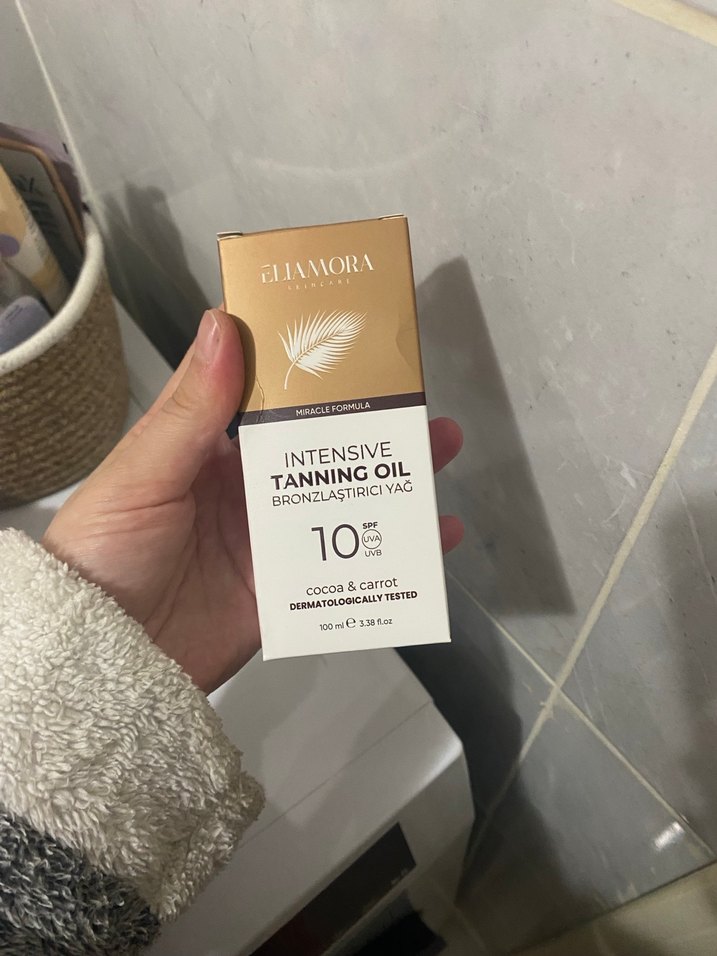 ĒLIAMORA
SKINCARE
MIRACLE FORMULA
INTENSIVE
TANNING OIL
BRONZLAŞTIRICI YAĞ
10 SPF
UVA
UVB
cocoa & carrot
DERMATOLOGICALLY TESTED
100 ml ℮ 3.38 fl.oz